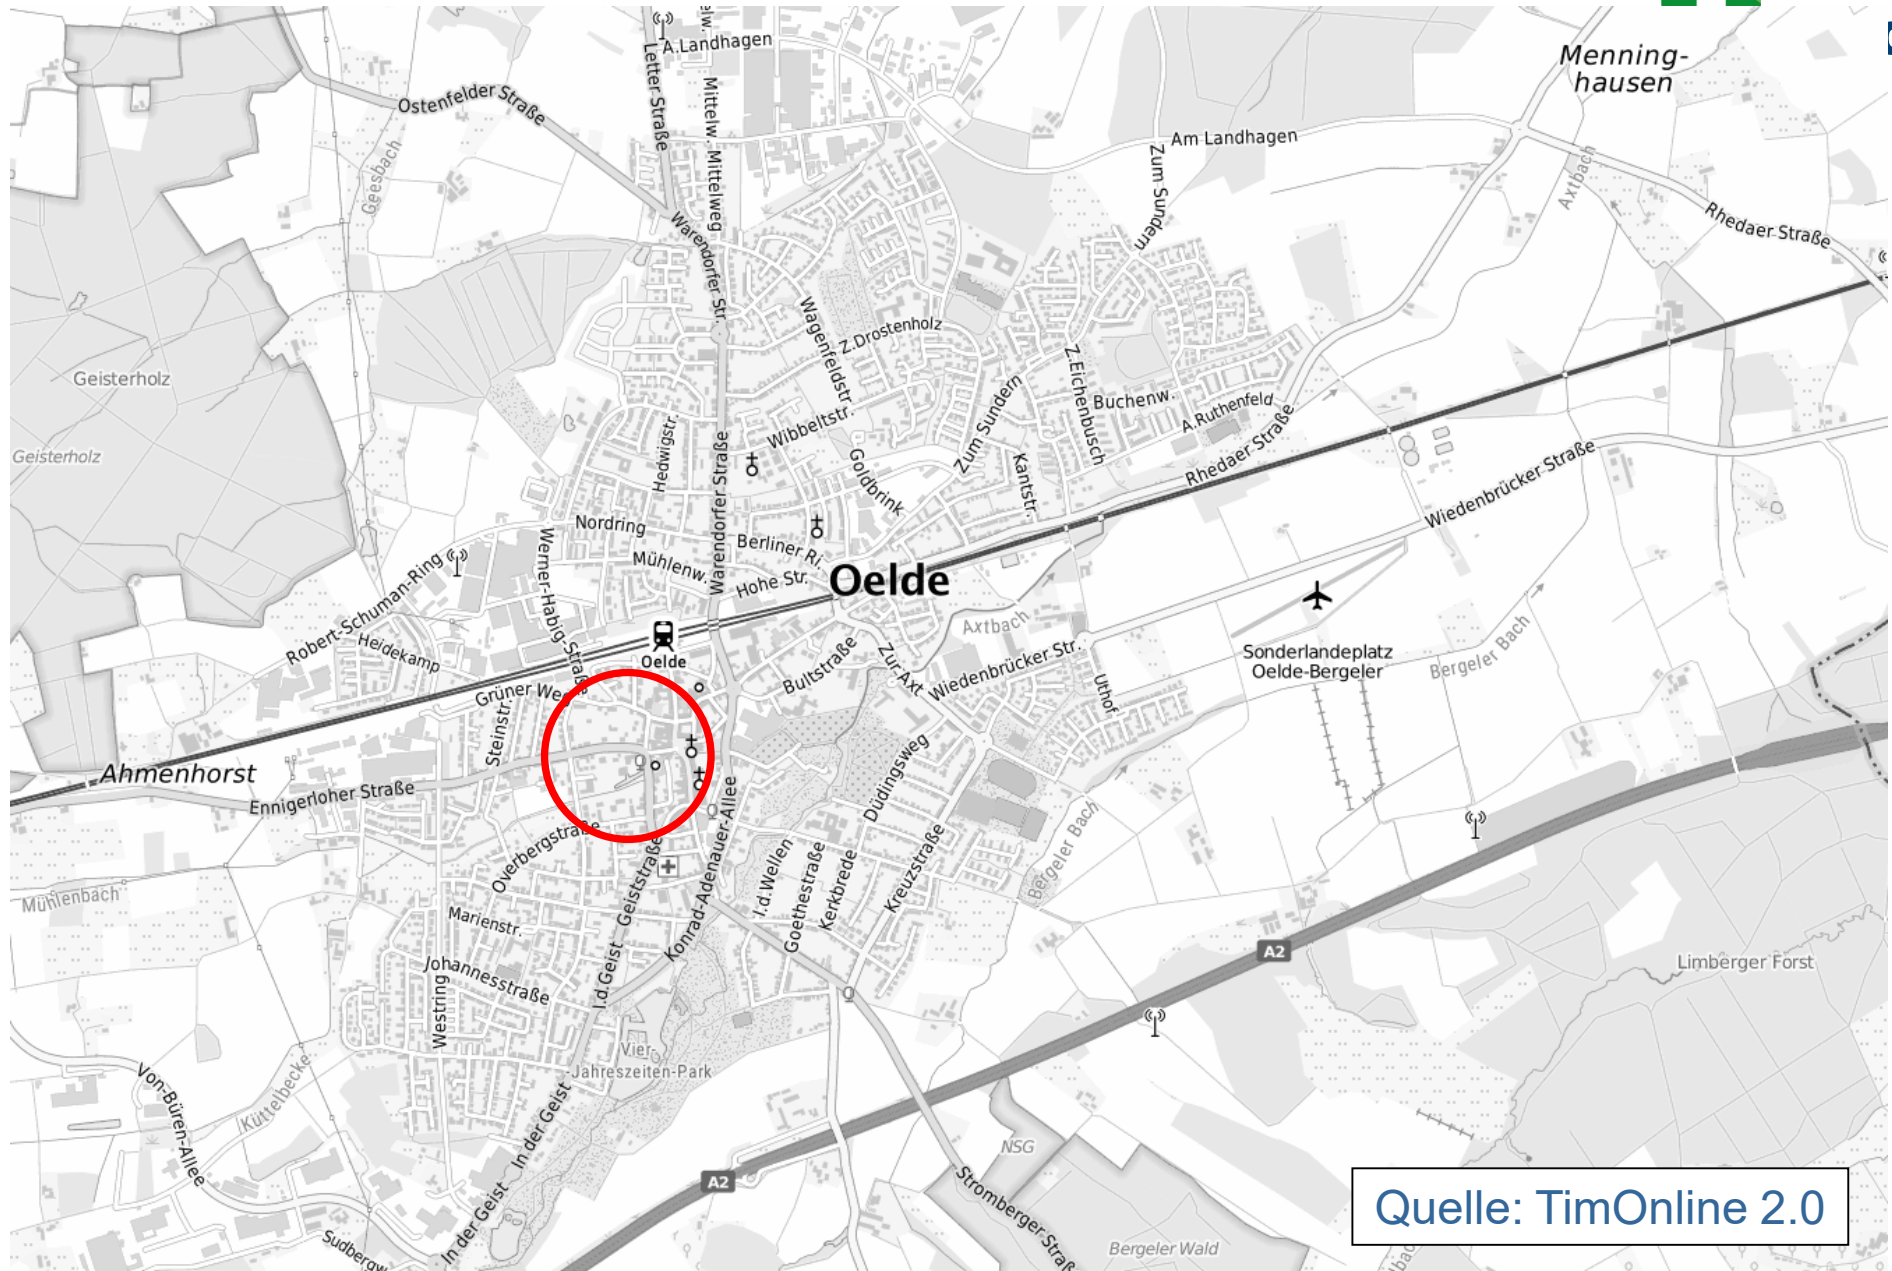 A.Landhagen
Letter Straße
Mittelw.
Mittelweg
Menning-
hausen
Ostenfelder Straße
Geesbach
Am Landhagen
Zum Sundern
Axtbach
Rhedaer Straße
Warendorfer Str.
Geisterholz
Geisterholz
Wagenfeldstr.
Z.Drostenholz
Z.Eichenbusch
Buchenw.
A.Ruthenfeld
Rhedaer Straße
Zum Sundern
Wibbeltstr.
Hedwigstr.
Warendorfer Straße
Goldbrink
Kantstr.
Wiedenbrücker Straße
Nordring
Berliner Ri.
Mühlenw.
Hohe Str.
Oelde
Werner-Habig-Straße
Robert-Schuman-Ring
Heidekamp
Oelde
Axtbach
Bultstraße
Zur Axt
Wiedenbrücker Str.
Uthof
Sonderlandeplatz
Oelde-Bergeler
Bergeler Bach
Grüner We
Steinstr.
Ahmenhorst
Ennigerloher Straße
Düdingsweg
Overbergstraße
Konrad-Adenauer-Allee
Geiststraße
I.d.Wellen
Goethestraße
Kerkbrede
Kreuzstraße
Bergeler Bach
Mühlenbach
Marienstr.
Johannesstraße
I.d.Geist
Westring
A2
Limberger Forst
Vier-
-Jahreszeiten-Park
Von-Büren-Allee
Küttelbecke
In der Geist
In der Geist
A2
NSG
Stromberger Straß
Sudbergw
Bergeler Wald
Quelle: TimOnline 2.0